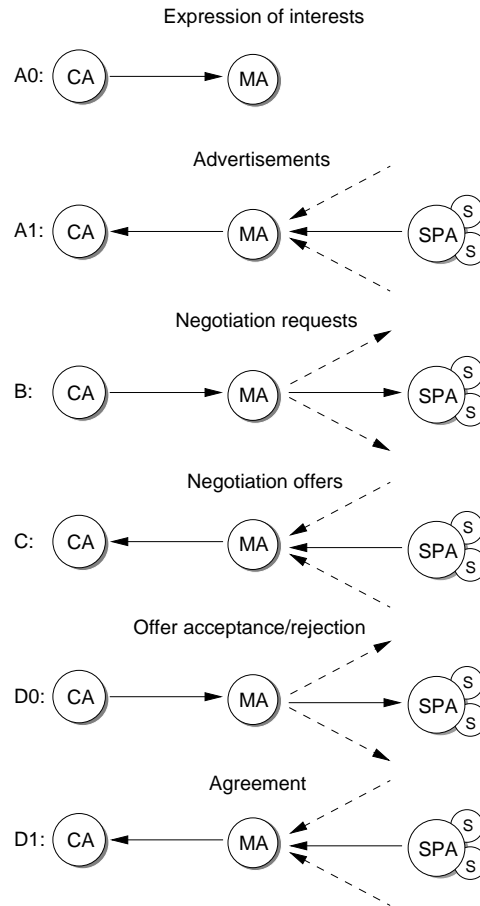 Expression of interests
A0: CA MA
Advertisements
A1: CA MA SPA S S
Negotiation requests
B: CA MA SPA S S
Negotiation offers
C: CA MA SPA S S
Offer acceptance/rejection
D0: CA MA SPA S S
Agreement
D1: CA MA SPA S S